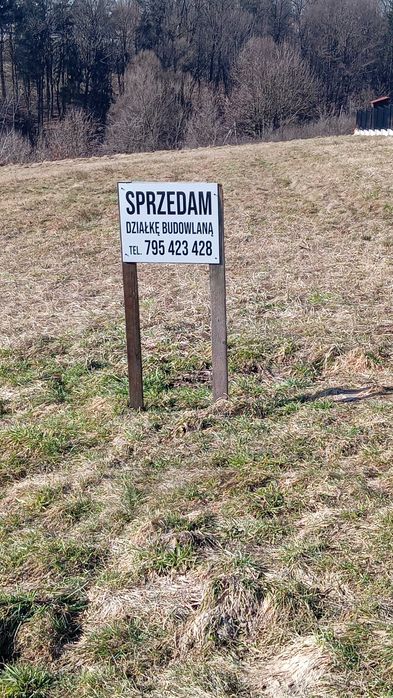 SPRZEDAM
DZIAŁKĘ BUDOWLANĄ
TEL. 795 423 428